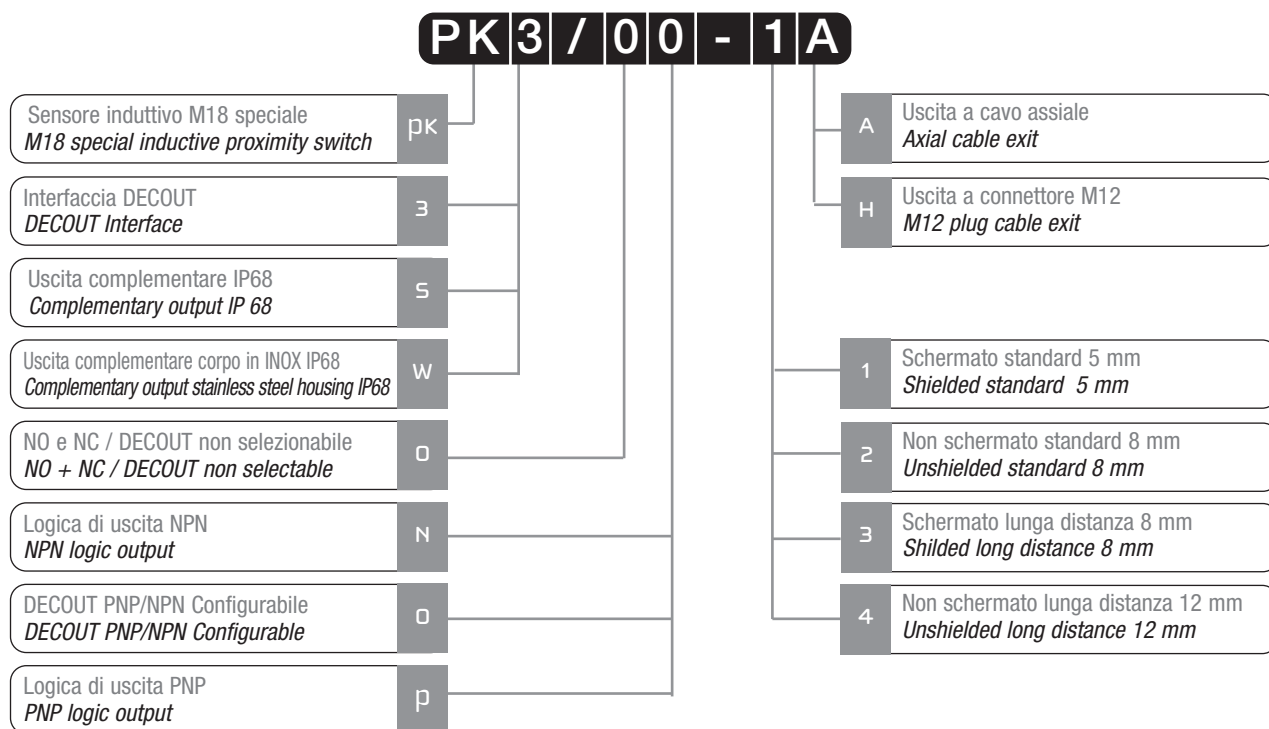 PK3/00-1A
Sensore induttivo M18 speciale
M18 special inductive proximity switch
pk
Interfaccia DECOUT
DECOUT Interface
3
Uscita complementare IP68
Complementary output IP 68
S
Uscita complementare corpo in INOX IP68
Complementary output stainless steel housing IP68
W
NO e NC / DECOUT non selezionabile
NO + NC / DECOUT non selectable
0
Logica di uscita NPN
NPN logic output
N
DECOUT PNP/NPN Configurabile
DECOUT PNP/NPN Configurable
0
Logica di uscita PNP
PNP logic output
p
A
Uscita a cavo assiale
Axial cable exit
H
Uscita a connettore M12
M12 plug cable exit
1
Schermato standard 5 mm
Shielded standard 5 mm
2
Non schermato standard 8 mm
Unshielded standard 8 mm
3
Schermato lunga distanza 8 mm
Shilded long distance 8 mm
4
Non schermato lunga distanza 12 mm
Unshielded long distance 12 mm